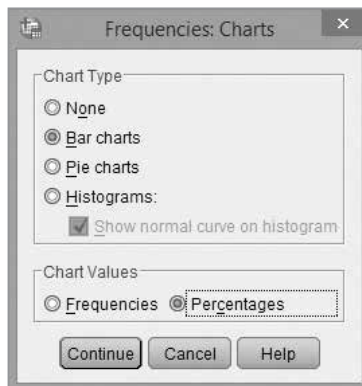 Frequencies: Charts
Chart Type
None
Bar charts
Pie charts
Histograms:
Show normal curve on histogram
Chart Values
Frequencies Percentages
Continue Cancel Help